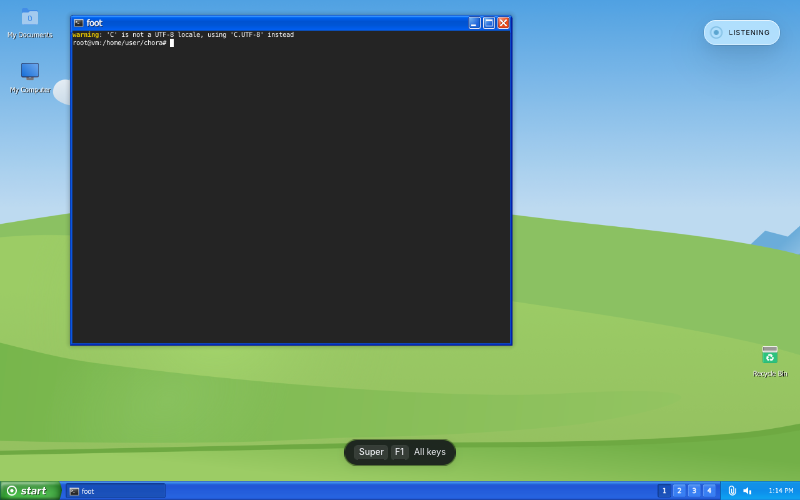 My Documents
My Computer
foot
warning: 'C' is not a UTF-8 locale, using 'C.UTF-8' instead
root@vm:/home/user/chora#
LISTENING
Recycle Bin
Super F1 All keys
start
foot
1 2 3 4
1:14 PM